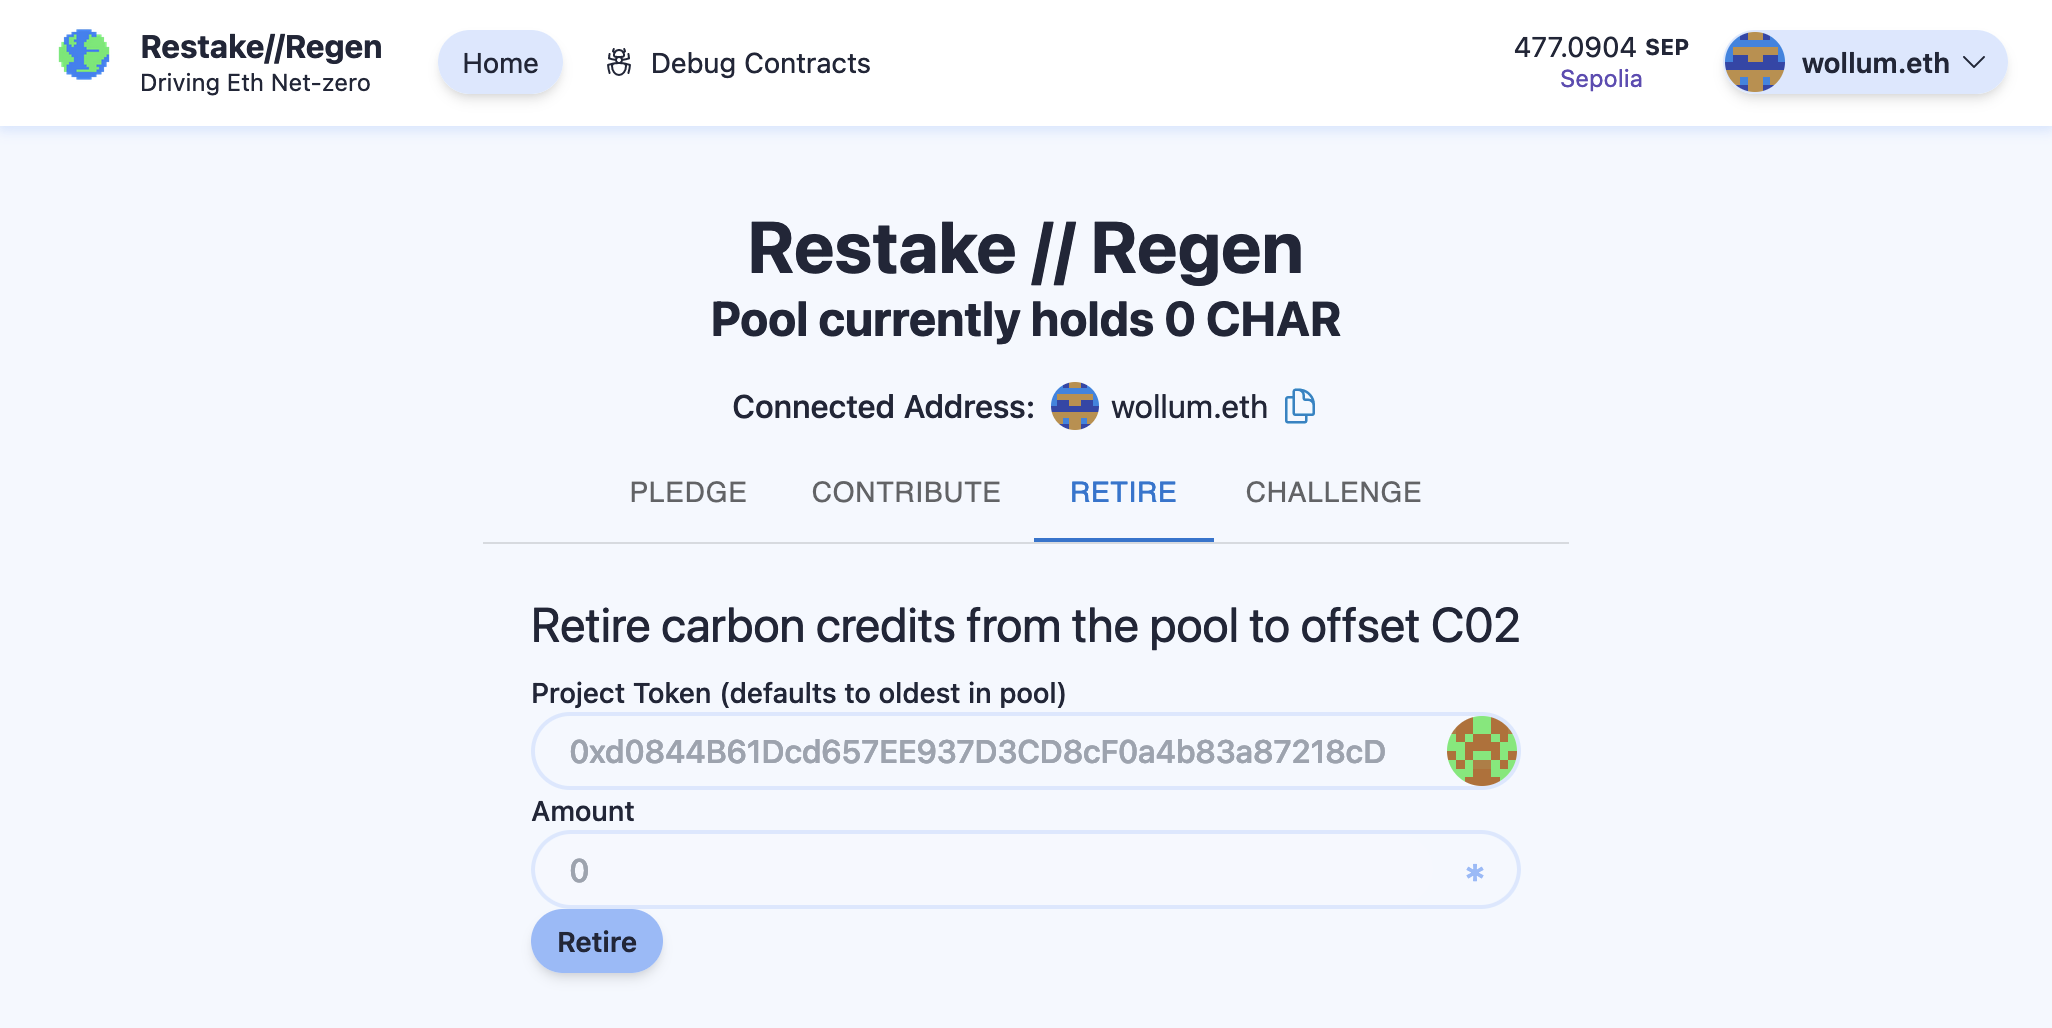 Restake//Regen
Driving Eth Net-zero
Home
Debug Contracts
477.0904 SEP
Sepolia
wollum.eth
Restake // Regen
Pool currently holds 0 CHAR
Connected Address: wollum.eth
PLEDGE CONTRIBUTE RETIRE CHALLENGE
Retire carbon credits from the pool to offset C02
Project Token (defaults to oldest in pool)
0xd0844B61Dcd657EE937D3CD8cF0a4b83a87218cD
Amount
0 *
Retire